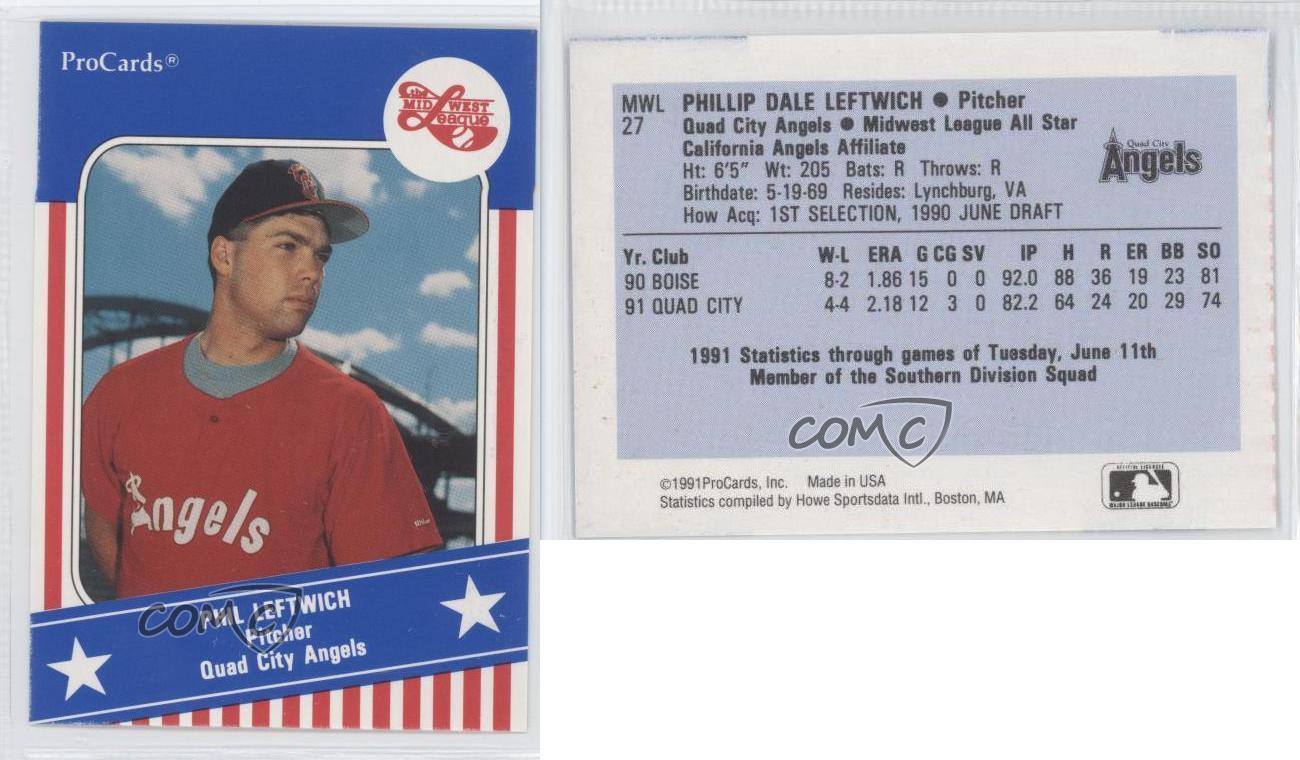 ProCards®
the
MIDWEST
League
Angels
COMC
PHIL LEFTWICH
Pitcher
Quad City Angels
MWL PHILLIP DALE LEFTWICH ● Pitcher
27 Quad City Angels ● Midwest League All Star
California Angels Affiliate
Ht: 6'5" Wt: 205 Bats: R Throws: R
Birthdate: 5-19-69 Resides: Lynchburg, VA
How Acq: 1ST SELECTION, 1990 JUNE DRAFT
Quad City
Angels
Yr. Club W-L ERA G CG SV IP H R ER BB SO
90 BOISE 8-2 1.86 15 0 0 92.0 88 36 19 23 81
91 QUAD CITY 4-4 2.18 12 3 0 82.2 64 24 20 29 74
1991 Statistics through games of Tuesday, June 11th
Member of the Southern Division Squad
COMC
©1991ProCards, Inc. Made in USA
Statistics compiled by Howe Sportsdata Intl., Boston, MA
OFFICIAL LICENSEE
MAJOR LEAGUE BASEBALL